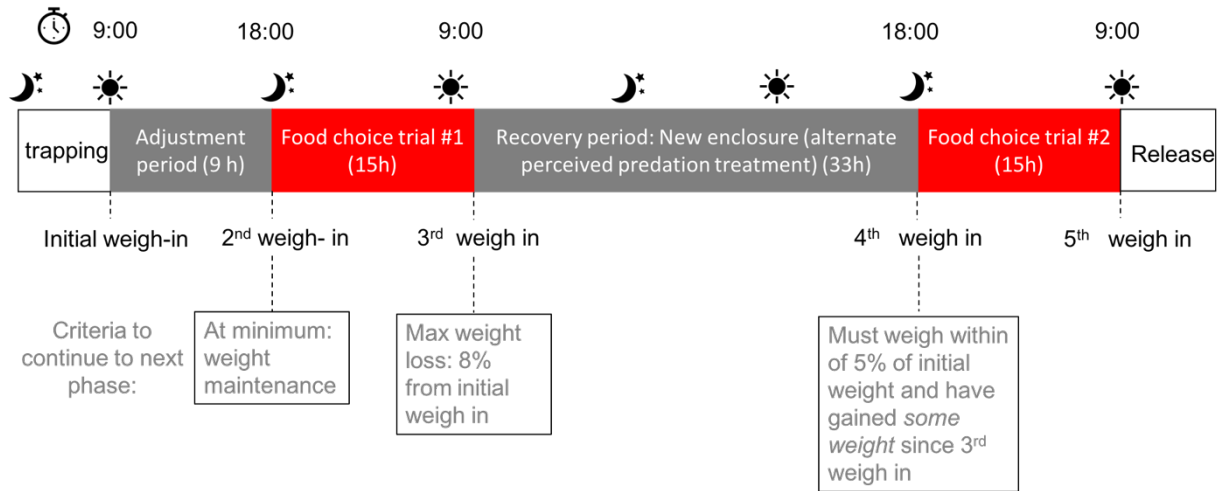 9:00
18:00
9:00
18:00
9:00
trapping
Adjustment
period (9 h)
Food choice trial #1
(15h)
Recovery period: New enclosure (alternate
perceived predation treatment) (33h)
Food choice trial #2
(15h)
Release
Initial weigh-in
2nd weigh- in
3rd weigh in
4th weigh in
5th weigh in
Criteria to
continue to next
phase:
At minimum:
weight
maintenance
Max weight
loss: 8%
from initial
weigh in
Must weigh within
of 5% of initial
weight and have
gained some
weight since 3rd
weigh in